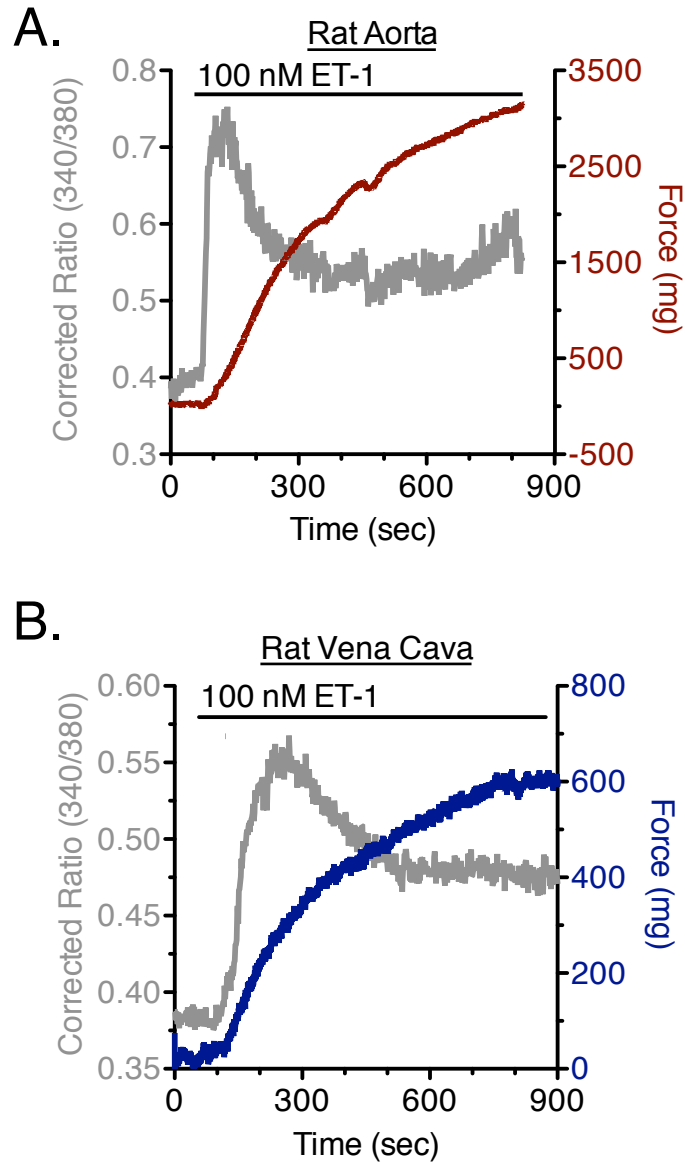 A.
Rat Aorta
100 nM ET-1
Corrected Ratio (340/380)
0.8
0.7
0.6
0.5
0.4
0.3
3500
2500
1500
500
-500
Force (mg)
0 300 600 900
Time (sec)
B.
Rat Vena Cava
100 nM ET-1
Corrected Ratio (340/380)
0.60
0.55
0.50
0.45
0.40
0.35
800
600
400
200
0
Force (mg)
0 300 600 900
Time (sec)